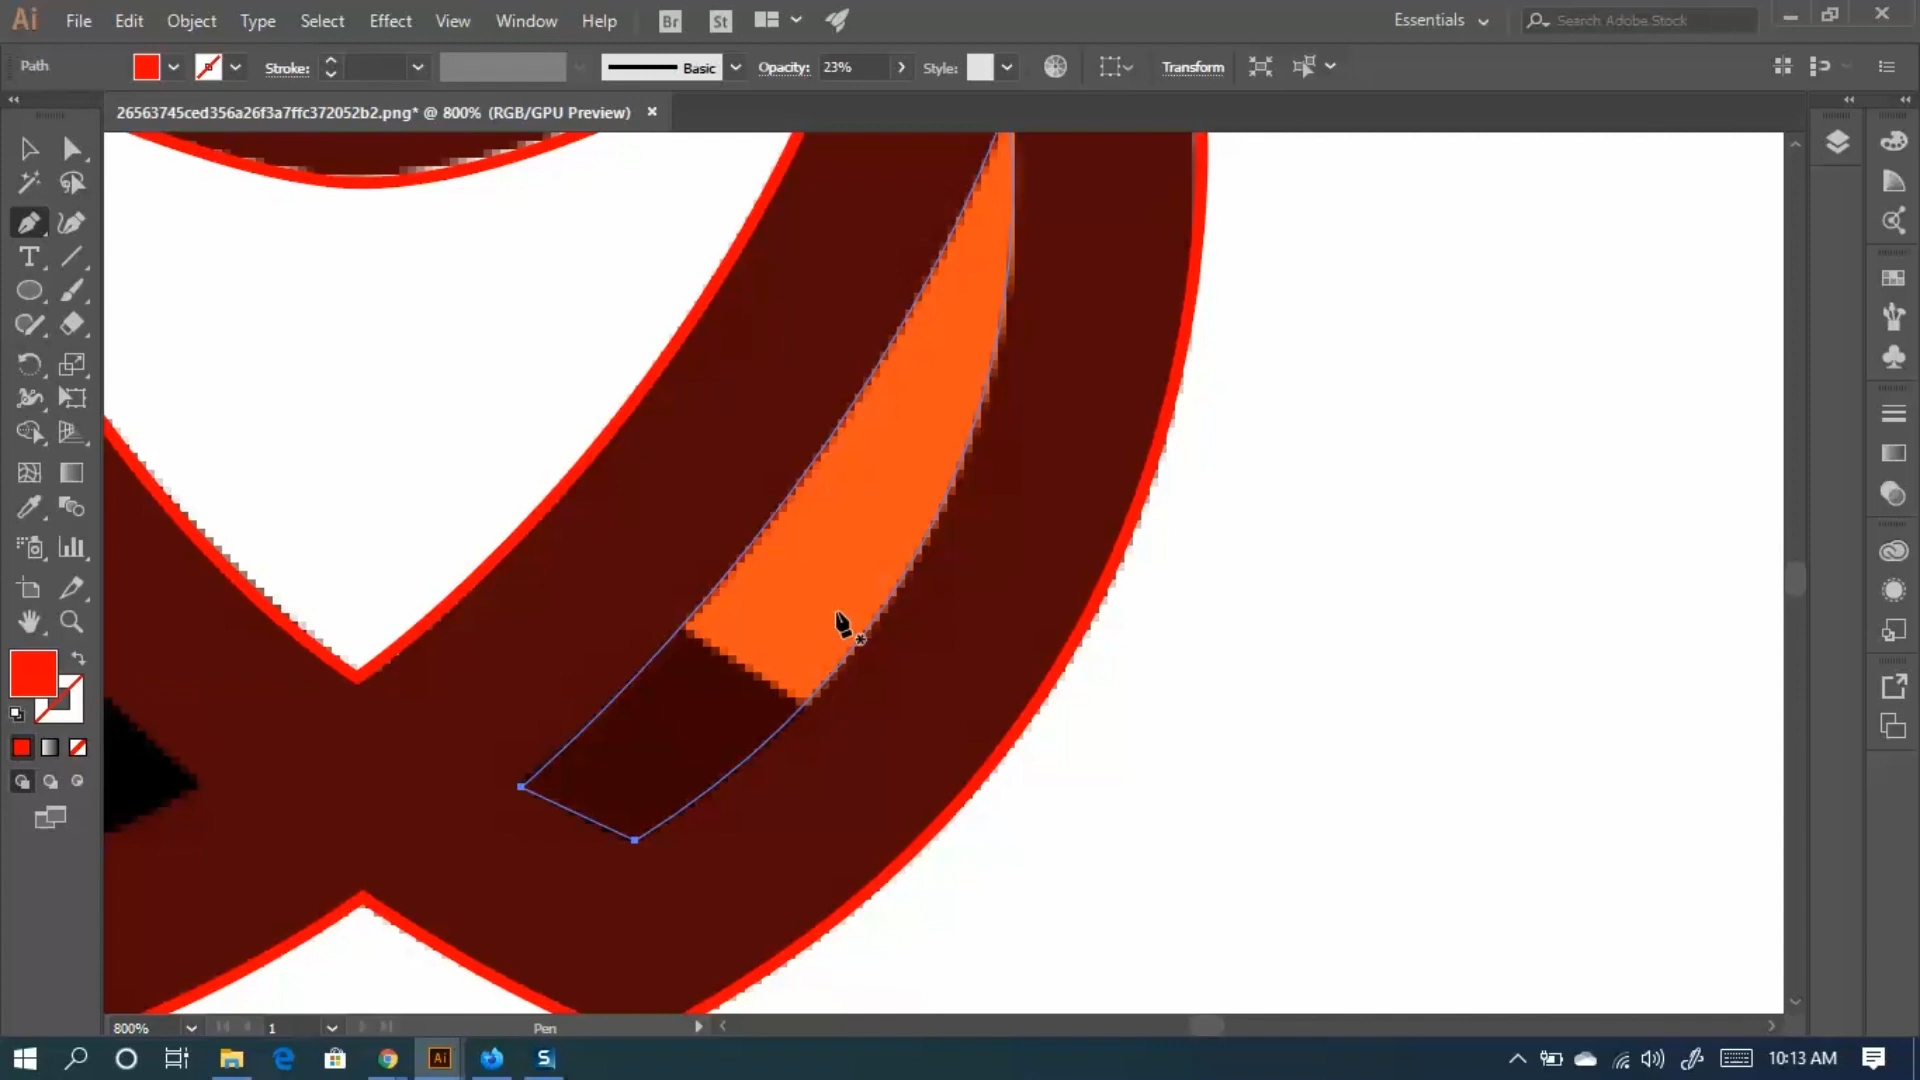 Ai File Edit Object Type Select Effect View Window Help Br St Essentials Search Adobe Stock
Path Stroke: Basic Opacity: 23% Style: Transform
26563745ced356a26f3a7ffc372052b2.png* @ 800% (RGB/GPU Preview)
T
800% 1 Pen
Ai S 10:13 AM